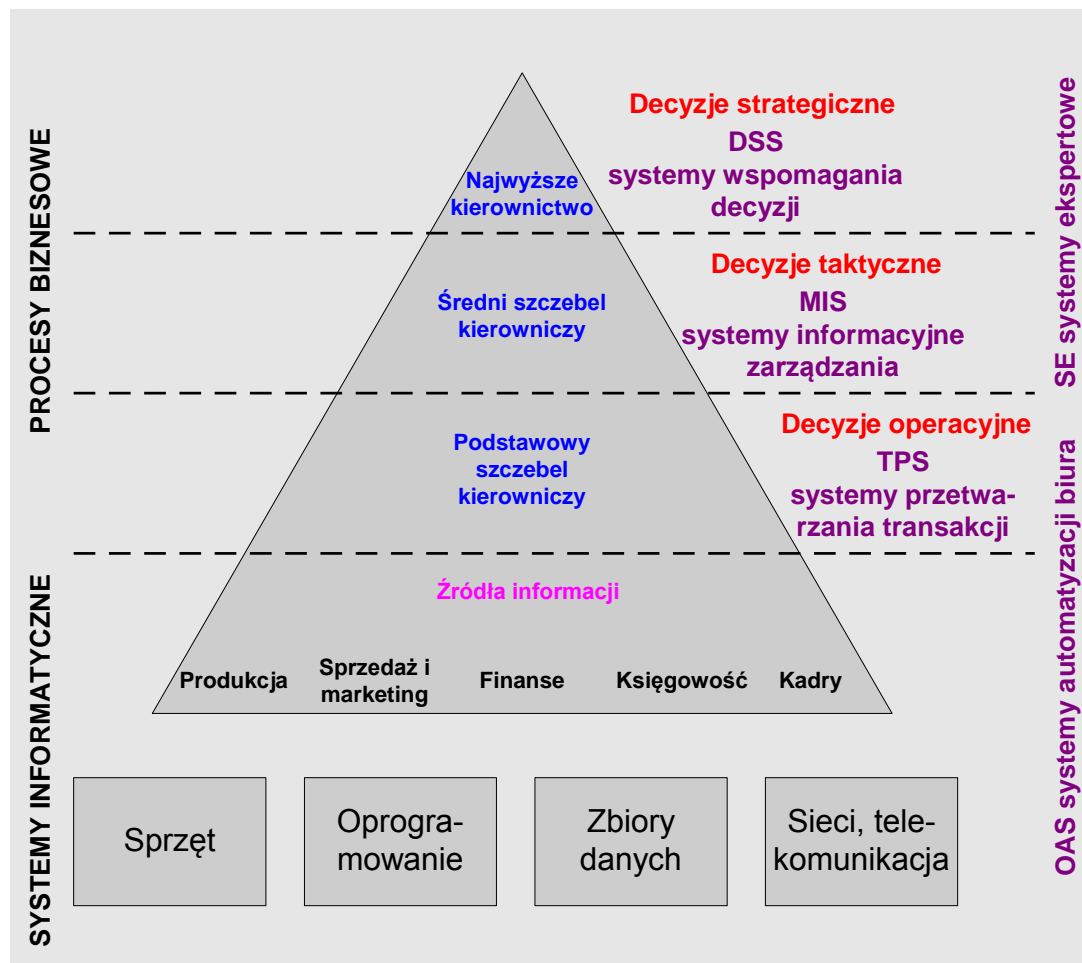 Decyzje strategiczne
DSS
systemy wspomagania
decyzji
Najwyższe
kierownictwo
Decyzje taktyczne
MIS
systemy informacyjne
zarządzania
Średni szczebel
kierowniczy
Decyzje operacyjne
TPS
systemy przetwa-
rzania transakcji
Podstawowy
szczebel
kierowniczy
Źródła informacji
Produkcja
Sprzedaż i
marketing
Finanse
Księgowość
Kadry
Sprzęt
Oprogra-
mowanie
Zbiory
danych
Sieci, tele-
komunikacja
PROCESY BIZNESOWE
SYSTEMY INFORMATYCZNE
SE systemy ekspertowe
OAS systemy automatyzacji biura